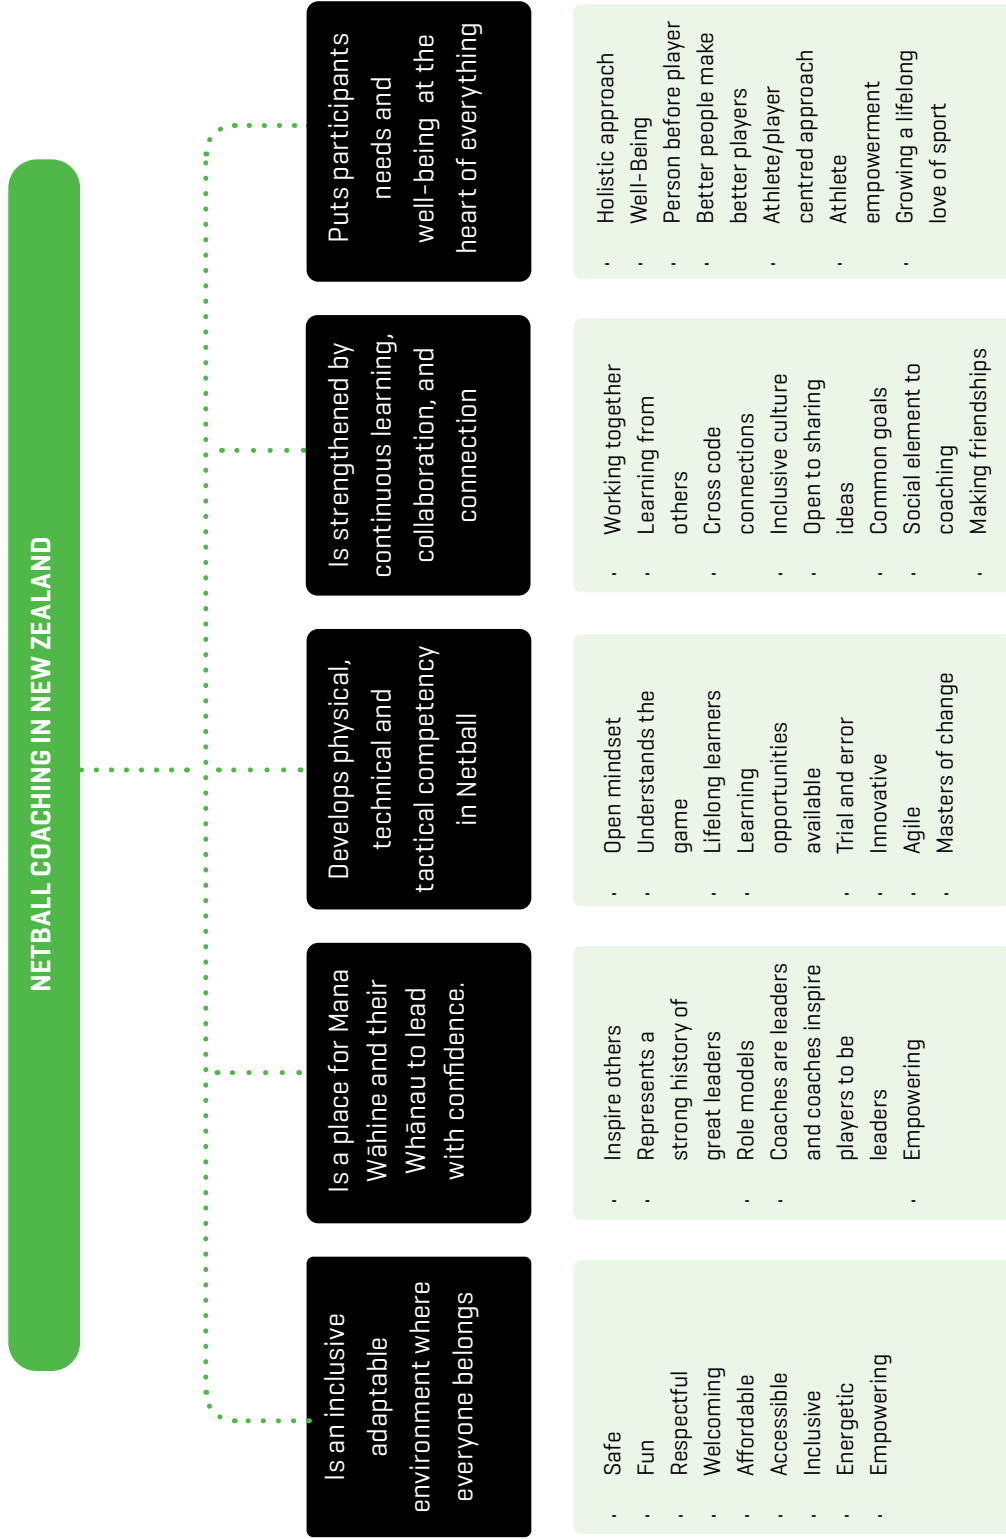 NETBALL COACHING IN NEW ZEALAND
Is an inclusive
adaptable
environment where
everyone belongs
- Safe
- Fun
- Respectful
- Welcoming
- Affordable
- Accessible
- Inclusive
- Energetic
- Empowering
Is a place for Mana
Wāhine and their
Whānau to lead
with confidence.
- Inspire others
- Represents a
strong history of
great leaders
- Role models
- Coaches are leaders
and coaches inspire
players to be
leaders
- Empowering
Develops physical,
technical and
tactical competency
in Netball
- Open mindset
- Understands the
game
- Lifelong learners
- Learning
opportunities
available
- Trial and error
- Innovative
- Agile
- Masters of change
Is strengthened by
continuous learning,
collaboration, and
connection
- Working together
- Learning from
others
- Cross code
connections
- Inclusive culture
- Open to sharing
ideas
- Common goals
- Social element to
coaching
- Making friendships
Puts participants
needs and
well-being at the
heart of everything
- Holistic approach
- Well-Being
- Person before player
- Better people make
better players
- Athlete/player
centred approach
- Athlete
empowerment
- Growing a lifelong
love of sport